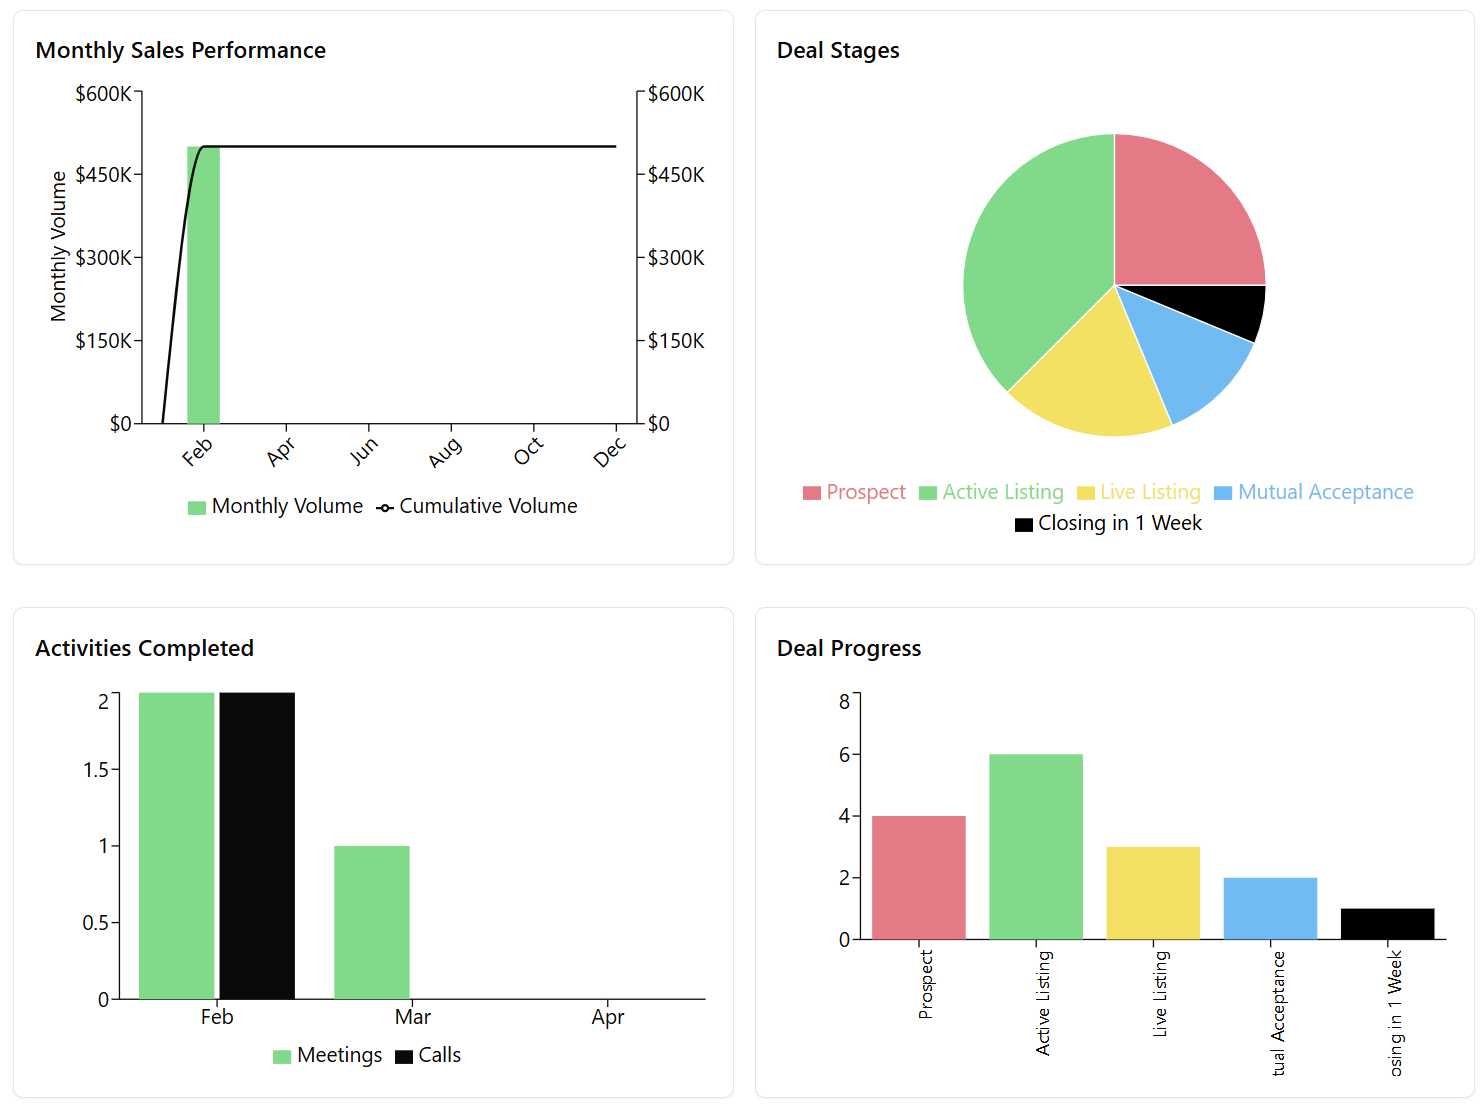 Monthly Sales Performance
$600K
$450K
$300K
$150K
$0
Monthly Volume
$600K
$450K
$300K
$150K
$0
Feb
Apr
Jun
Aug
Oct
Dec
Monthly Volume
Cumulative Volume
Deal Stages
Prospect
Active Listing
Live Listing
Mutual Acceptance
Closing in 1 Week
Activities Completed
2
1.5
1
0.5
0
Feb
Mar
Apr
Meetings
Calls
Deal Progress
8
6
4
2
0
Prospect
Active Listing
Live Listing
tual Acceptance
osing in 1 Week